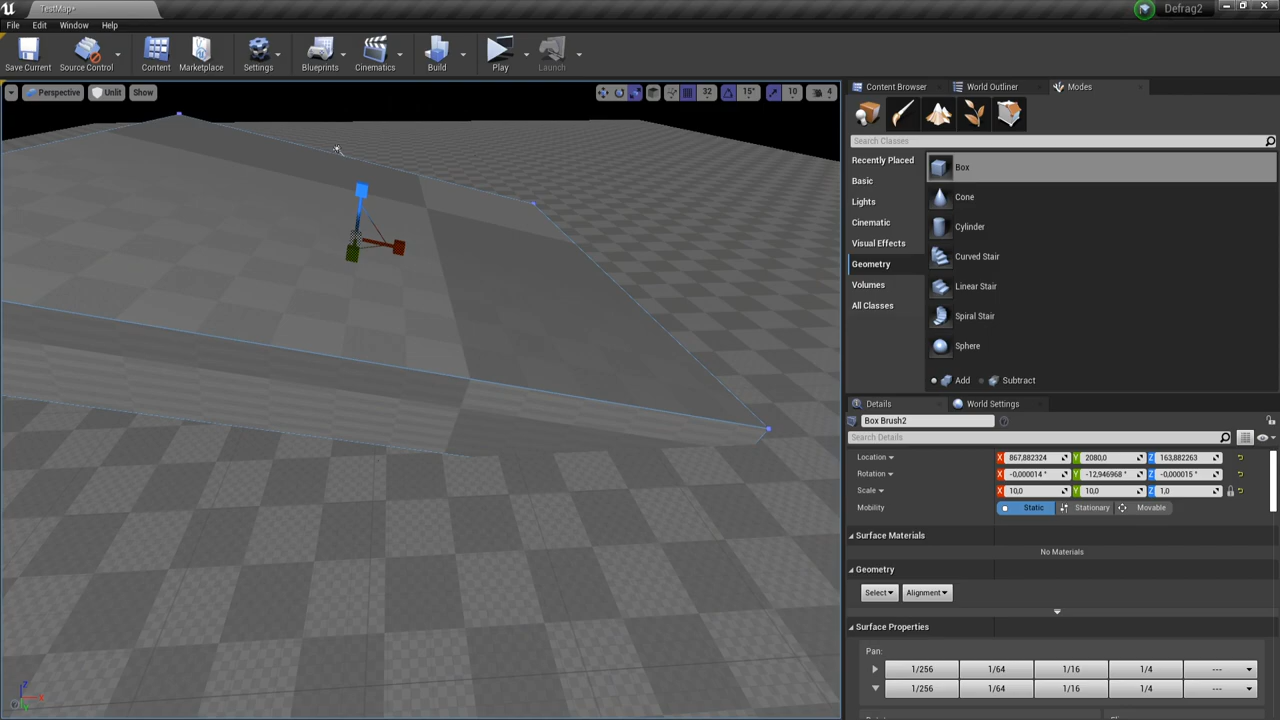 TestMap*
Defrag2
File Edit Window Help
Save Current Source Control Content Marketplace Settings Blueprints Cinematics Build Play Launch
Perspective Unlit Show 32 15° 10 4
Content Browser World Outliner Modes
Search Classes
Recently Placed
Basic
Lights
Cinematic
Visual Effects
Geometry
Volumes
All Classes
Box
Cone
Cylinder
Curved Stair
Linear Stair
Spiral Stair
Sphere
Add Subtract
Details World Settings
Box Brush2
Search Details
Location X 867,882324 Y 2080,0 Z 163,882263
Rotation X -0,000014 ° Y -12,946968 ° Z -0,000015 °
Scale X 10,0 Y 10,0 Z 1,0
Mobility Static Stationary Movable
Surface Materials
No Materials
Geometry
Select Alignment
Surface Properties
Pan:
1/256 1/64 1/16 1/4 ---
1/256 1/64 1/16 1/4 ---